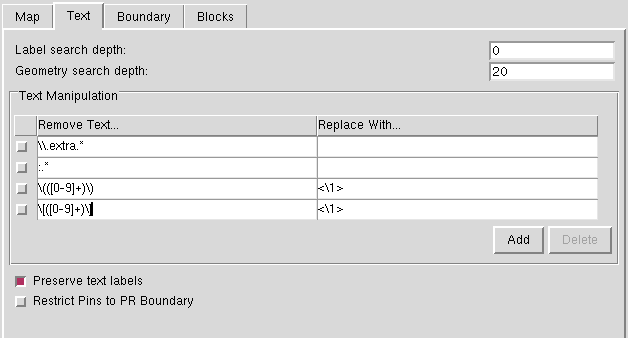 Map Text Boundary Blocks
Label search depth: 0
Geometry search depth: 20
Text Manipulation
Remove Text... Replace With...
\\.extra.*
:.*
\(([0-9]+)\) <\1>
\[([0-9]+)\] <\1>
Add Delete
Preserve text labels
Restrict Pins to PR Boundary